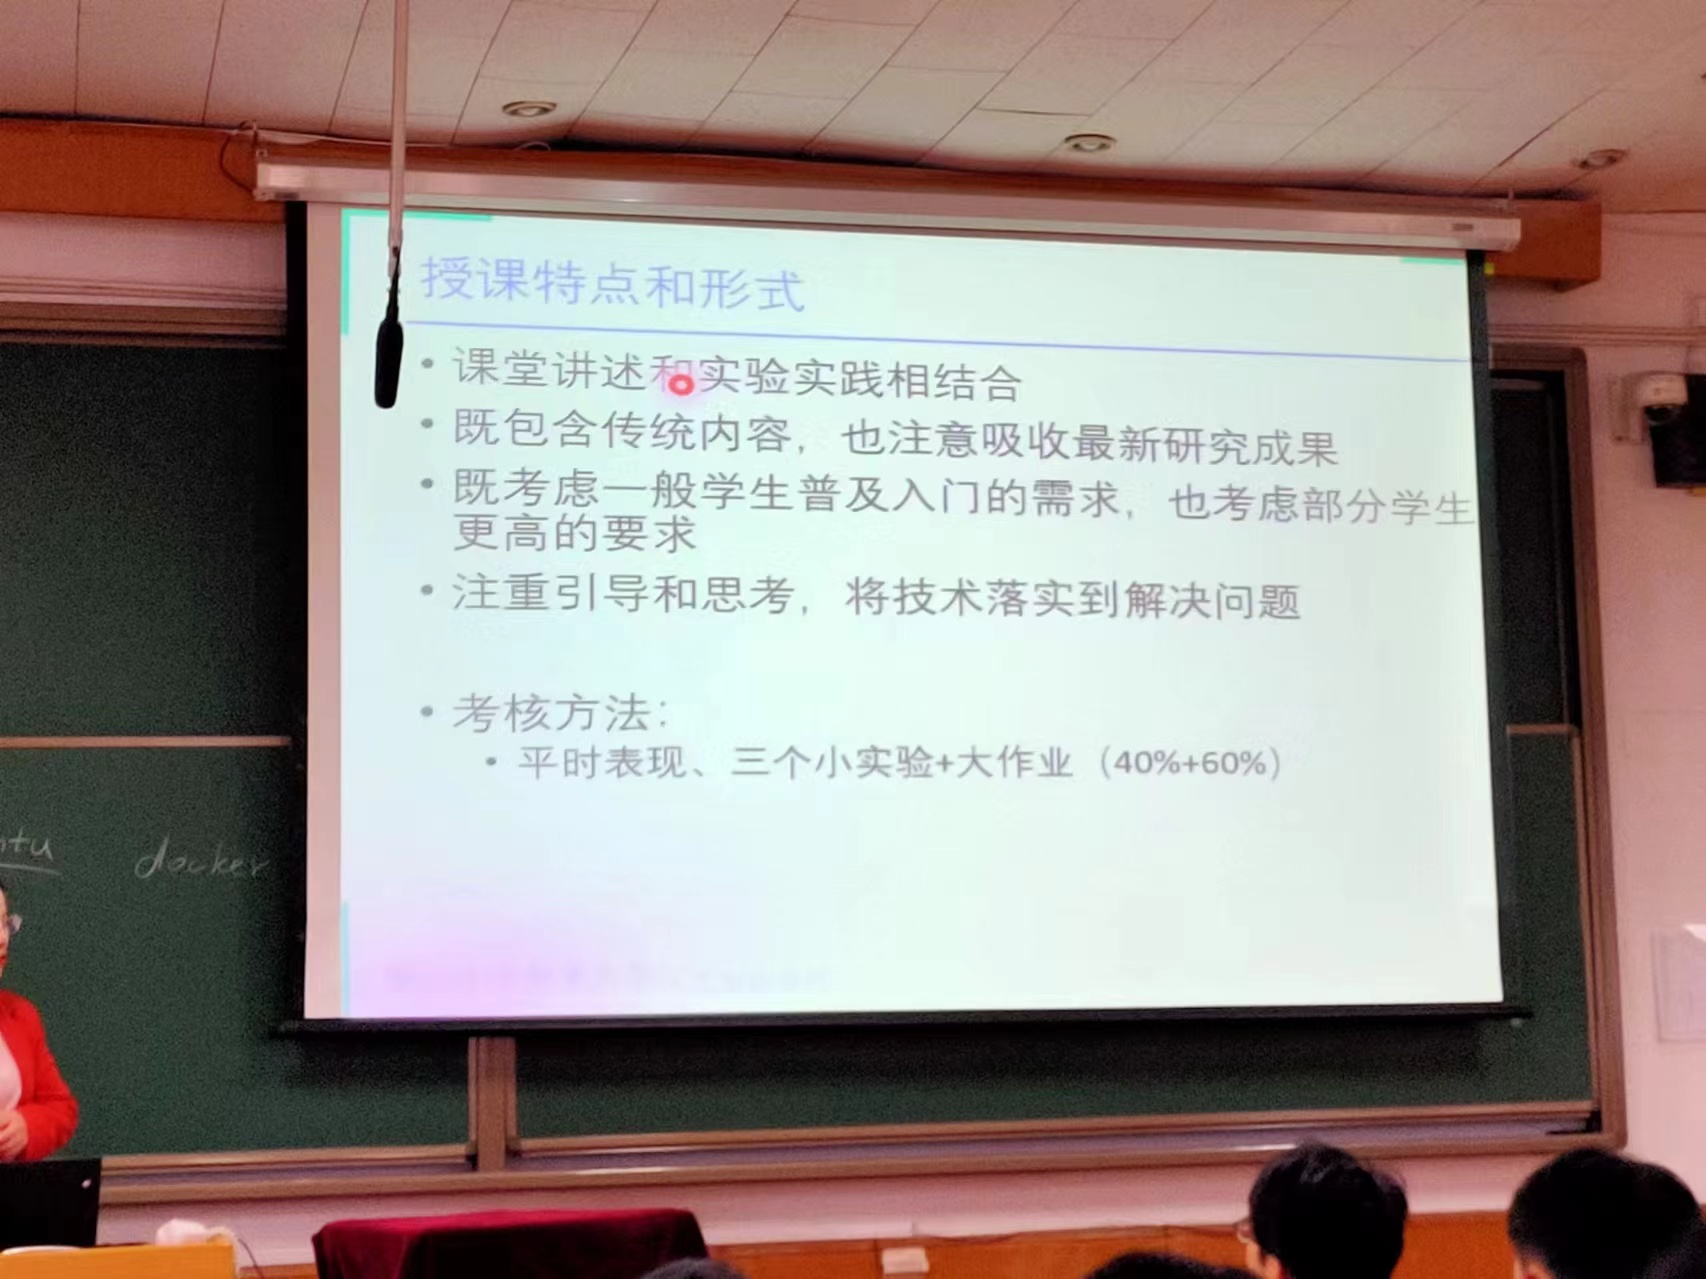 授课特点和形式
• 课堂讲述和实验实践相结合
• 既包含传统内容，也注意吸收最新研究成果
• 既考虑一般学生普及入门的需求，也考虑部分学生
更高的要求
• 注重引导和思考，将技术落实到解决问题
• 考核方法：
• 平时表现、三个小实验+大作业（40%+60%）
ntu docker